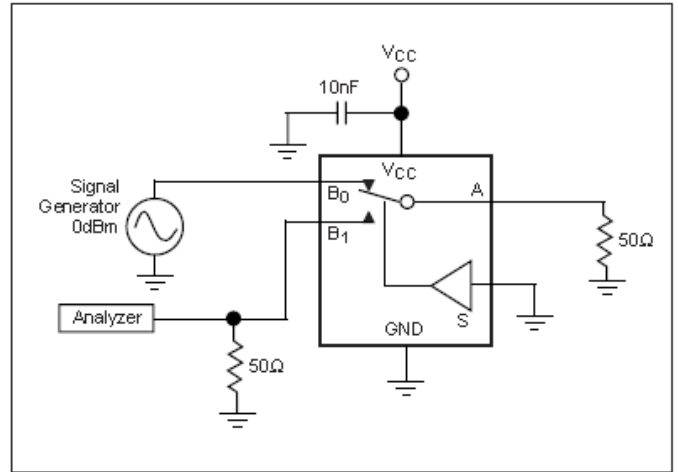 VCC
10nF
VCC
Signal
Generator
0dBm
B0
A
B1
50Ω
Analyzer
S
GND
50Ω